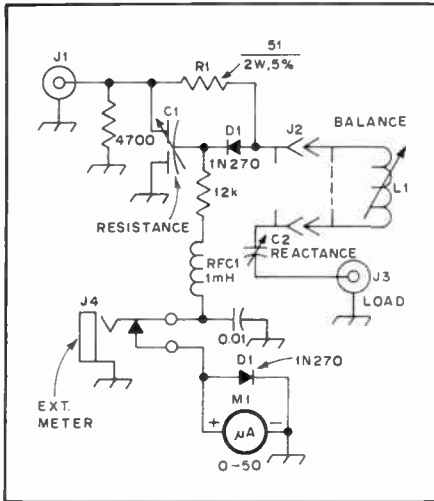 J1
51
2W, 5%
R1
C1
4700
D1
1N270
J2
BALANCE
L1
RESISTANCE
12k
C2
REACTANCE
RFC1
1mH
J3
LOAD
J4
0.01
D1
1N270
EXT.
METER
M1
+
µA
–
0-50